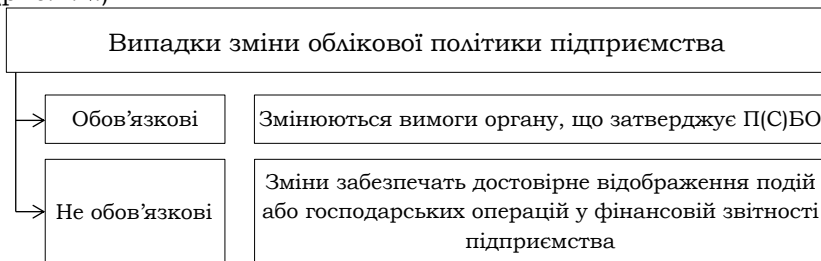 Випадки зміни облікової політики підприємства
Обов’язкові
Змінюються вимоги органу, що затверджує П(С)БО
Не обов’язкові
Зміни забезпечать достовірне відображення подій
або господарських операцій у фінансовій звітності
підприємства